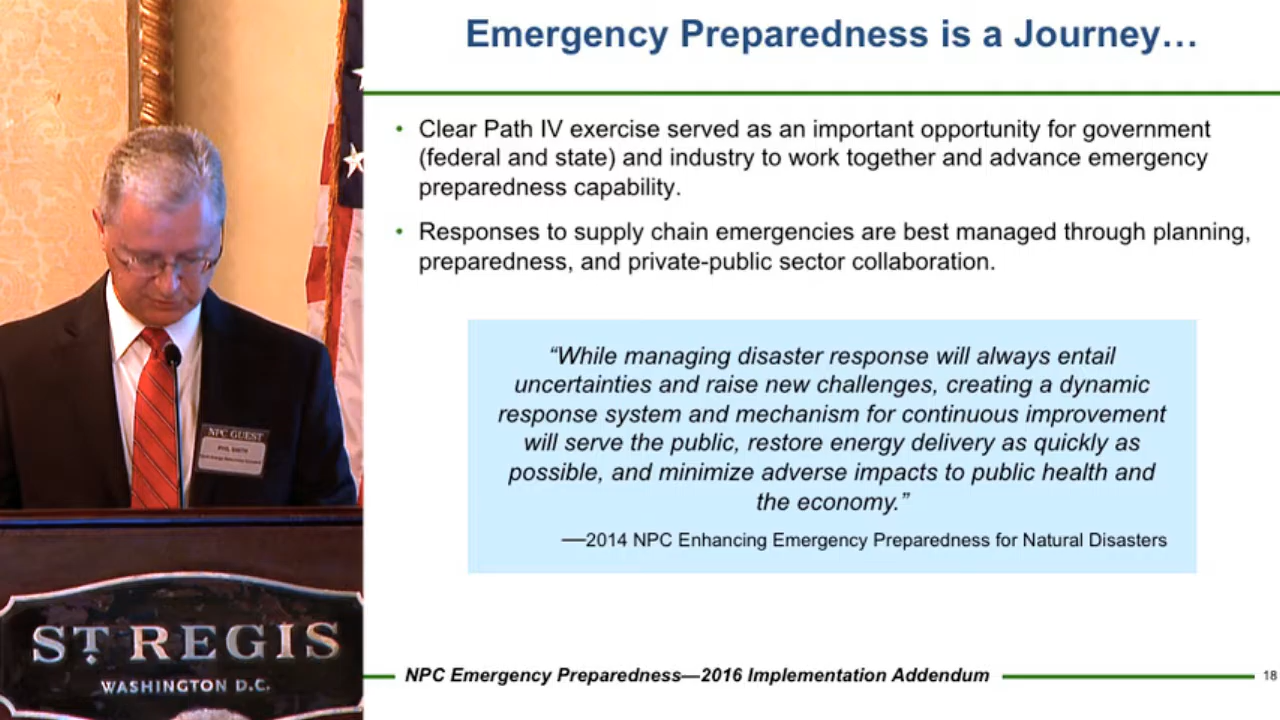 Emergency Preparedness is a Journey…
• Clear Path IV exercise served as an important opportunity for government
(federal and state) and industry to work together and advance emergency
preparedness capability.
• Responses to supply chain emergencies are best managed through planning,
preparedness, and private-public sector collaboration.
“While managing disaster response will always entail
uncertainties and raise new challenges, creating a dynamic
response system and mechanism for continuous improvement
will serve the public, restore energy delivery as quickly as
possible, and minimize adverse impacts to public health and
the economy.”
—2014 NPC Enhancing Emergency Preparedness for Natural Disasters
NPC Emergency Preparedness—2016 Implementation Addendum
18
NPC GUEST
PHIL SMITH
ST. REGIS
WASHINGTON D.C.